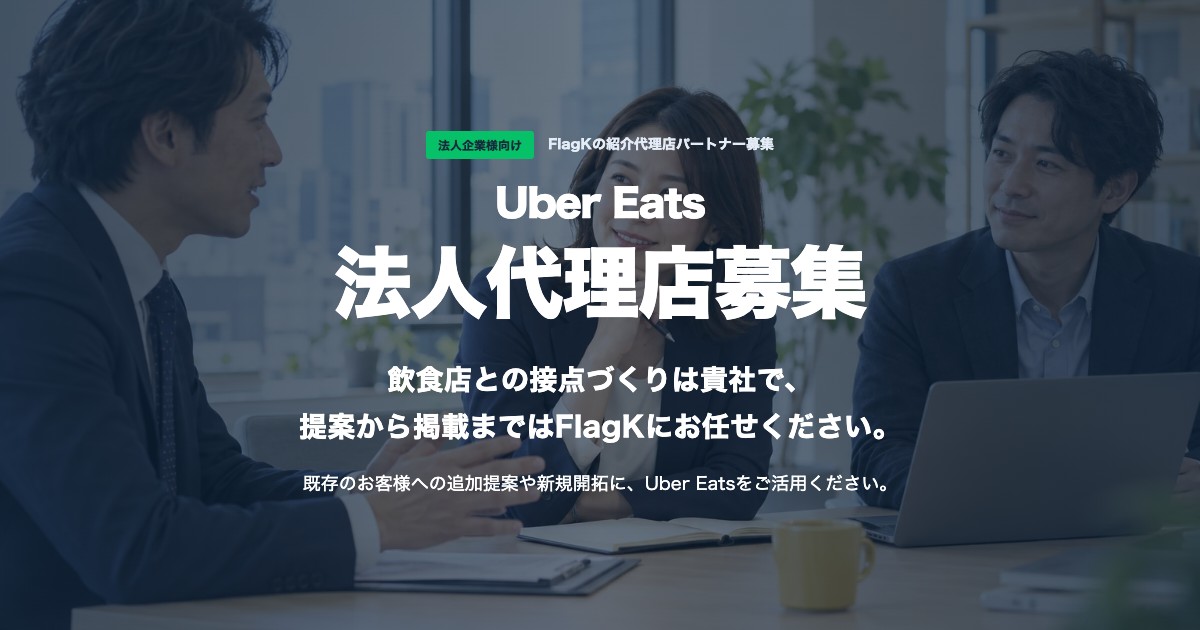 法人企業様向け FlagKの紹介代理店パートナー募集
Uber Eats
法人代理店募集
飲食店との接点づくりは貴社で、
提案から掲載まではFlagKにお任せください。
既存のお客様への追加提案や新規開拓に、Uber Eatsをご活用ください。